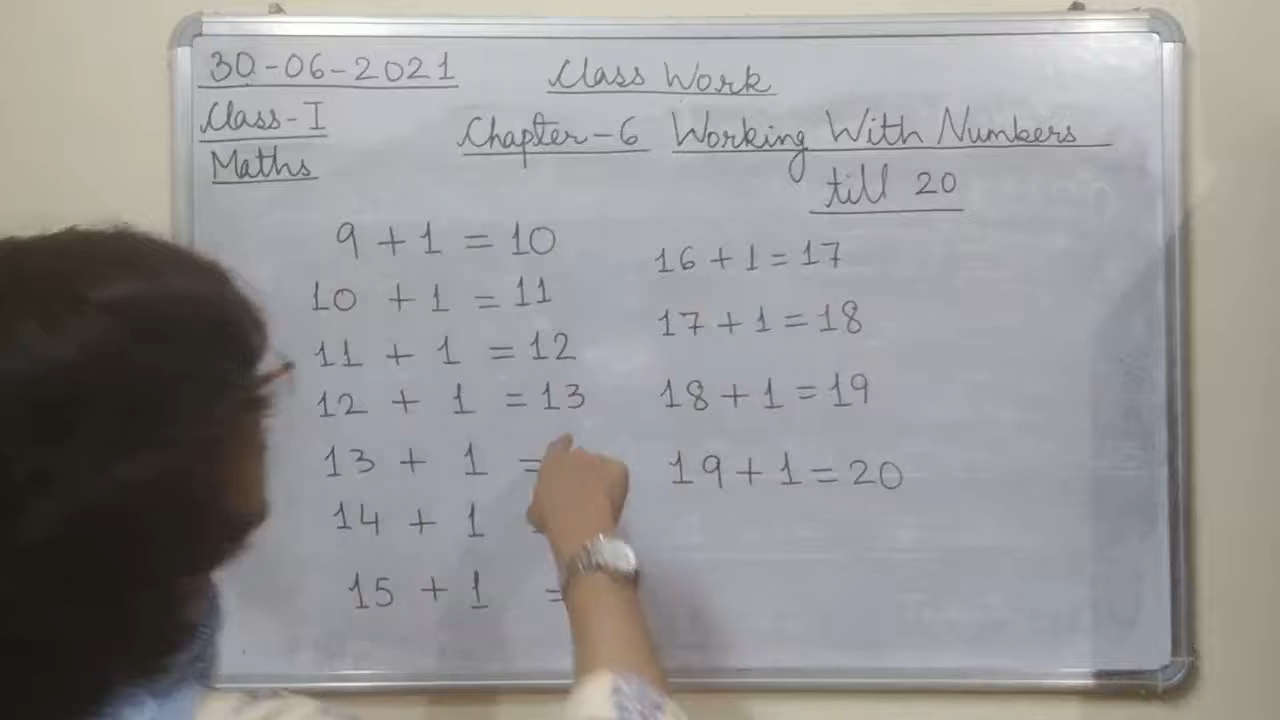 30-06-2021
Class Work
Class-I
Chapter-6 Working With Numbers
Maths
till 20
9 + 1 = 10
10 + 1 = 11
11 + 1 = 12
12 + 1 = 13
13 + 1 =
14 + 1
15 + 1 =
16 + 1 = 17
17 + 1 = 18
18 + 1 = 19
19 + 1 = 20